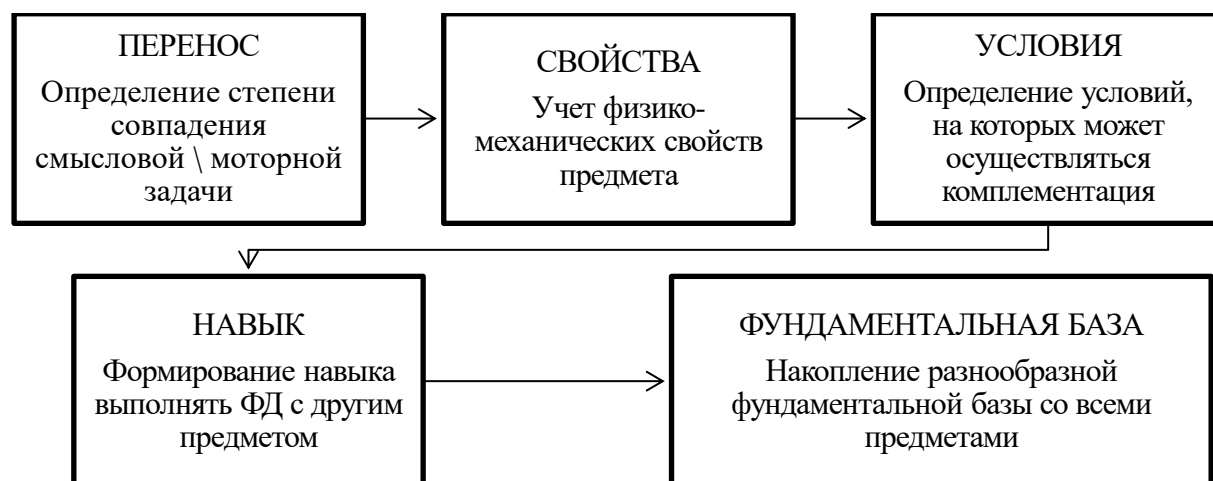 ПЕРЕНОС
Определение степени
совпадения
смысловой \ моторной
задачи
СВОЙСТВА
Учет физико-
механических свойств
предмета
УСЛОВИЯ
Определение условий,
на которых может
осуществляться
комплементация
НАВЫК
Формирование навыка
выполнять ФД с другим
предметом
ФУНДАМЕНТАЛЬНАЯ БАЗА
Накопление разнообразной
фундаментальной базы со всеми
предметами